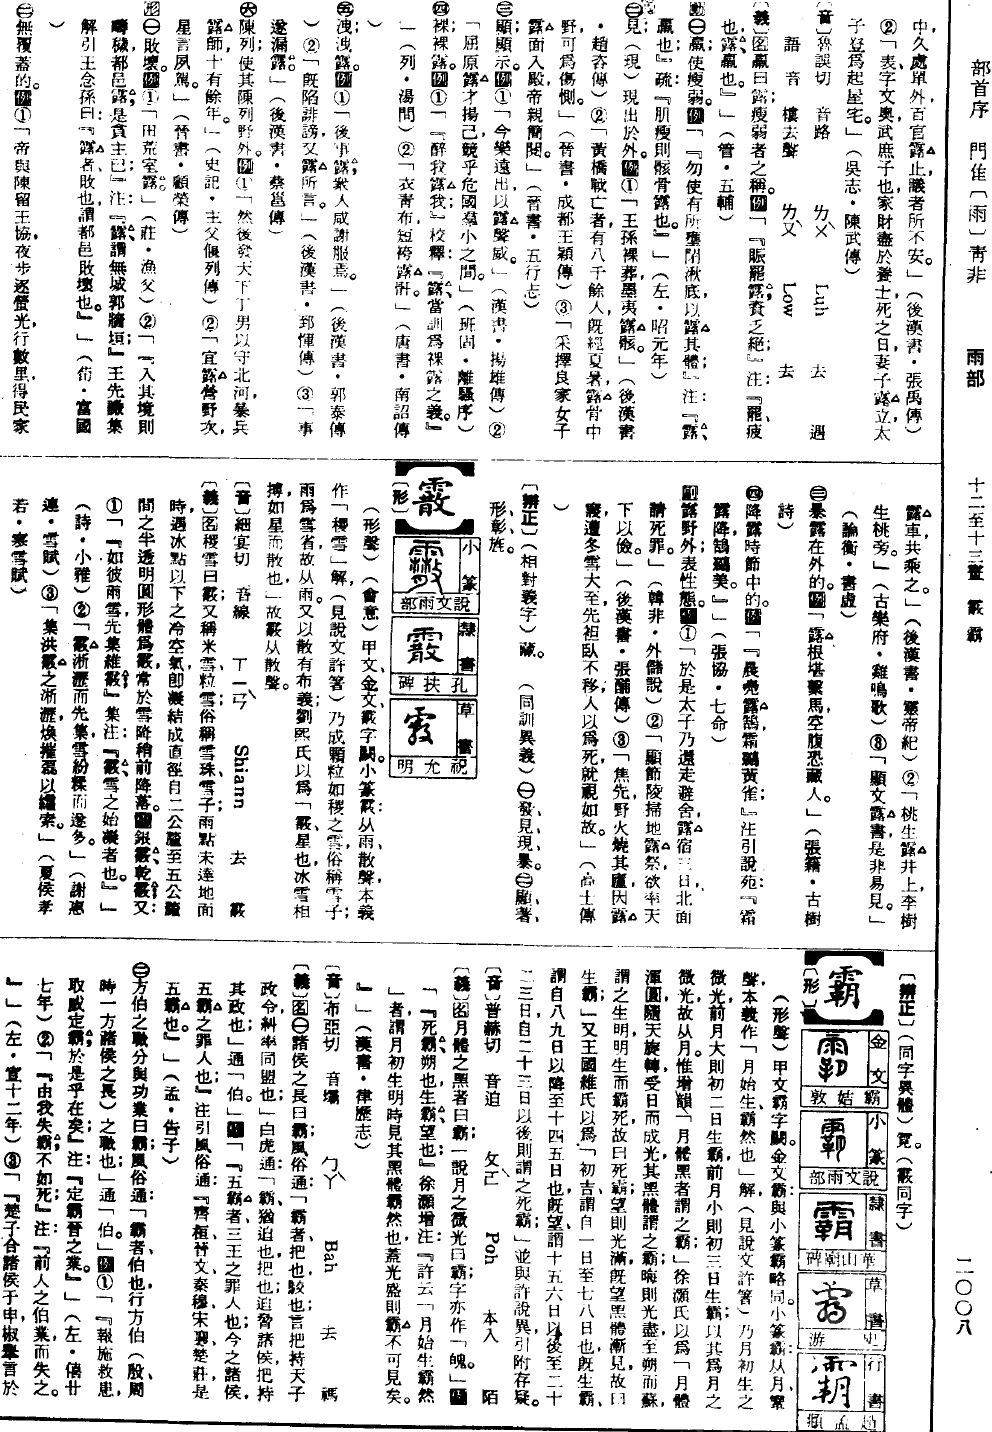 部首序　門隹〔雨〕青非　雨部　十二至十三畫　霰　霸　二〇〇八
中，久處單外，百官露止，議者所不安。」（後漢書・張禹傳）
②「表字文奧，武庶子也，家財盡於養士，死之日，妻子露立，太
子登爲起屋宅。」（吳志・陳武傳）
〔音〕魯誤切　音路　ㄌㄨ　Luh　去　遇
語音　樓去聲　ㄌㄡ　Low　去
〔義〕名羸曰露，瘦弱者之稱。例「『賑罷露，資乏絕』注：『罷，疲
也；露，羸也。』」（管・五輔）
動㊀羸，使瘦弱。例「『勿使有所壅閉湫底，以露其體』注：『露，
羸也』疏：『肌瘦則骸骨露也。』」（左・昭元年）
㊁見（現），現出於外。例①「王孫裸葬，墨夷露骸。」（後漢書
・趙咨傳）②「黃橋戰亡者有八千餘人，既經夏暑，露骨中
野，可爲傷惻。」（晉書・成都王穎傳）③「采擇良家女子，
露面入殿，帝親簡閱。」（晉書・五行志）
㊂顯，顯示。例①「今樂遠出以露聲威。」（漢書・揚雄傳）②
「屈原露才揚己，競乎危國羣小之間。」（班固・離騷序）
㊃裸，裸露。例①「『醉我露我』校釋：『露，當訓爲裸露之義。』
」（列・湯問）②「衣青布短袴露骭。」（唐書・南詔傳
）
㊄洩，洩露。例①「後事露，衆人咸謝服焉。」（後漢書・郭泰傳
）②「既陷誹謗，又露所言。」（後漢書・郅惲傳）③「事
遂漏露。」（後漢書・蔡邕傳）
㊅陳列，使其陳列野外。例①「然後發天下丁男以守北河，暴兵
露師十有餘年。」（史記・主父偃列傳）②「宜露營野次，
星言夙駕。」（晉書・顧榮傳）
形㊀敗壞。例①「田荒室露。」（莊・漁父）②「『入其境，則
疇穢，都邑露，是貪主已』注：『露，謂無城郭牆垣』王先謙集
解引王念孫曰：『露者，敗也，謂都邑敗壞也。』」（荀・富國
）
㊁無覆蓋的。例①「帝與陳留王協夜步逐螢光，行數里，得民家
露車，共乘之。」（後漢書・靈帝紀）②「桃生露井上，李樹
生桃旁。」（古樂府・雞鳴歌）③「顯文露書，是非易見。」
（論衡・書虛）
㊂暴露在外的。例「露根堪繫馬，空腹恐藏人。」（張籍・古樹
詩）
㊃降露時節中的。例「『晨鳧露鵠，霜鵽黃雀』注引說苑：『霜
露降，鵠鵽美。』」（張協・七命）
副露野外，表性態。例①「於是太子乃還走，避舍露宿三日，北面
請死罪。」（韓非・外儲說）②「顯節陵埽地露祭，欲率天
下以儉。」（後漢書・張酺傳）③「焦先野火燒其廬，因露
寢，遭冬雪大至，先袒臥不移，人以爲死，就視如故。」（高士傳
）
〔辨正〕（相對義字）藏。（同訓異義）㊀發、見、現、暴。㊁顯、著、
形、彰、旌。
霰
〔形〕
小篆　說文雨部
隸書　孔扶碑
草書　祝允明
（形聲）（會意）甲文、金文霰字闕。小篆霰从雨，散聲，本義
作「稷雪」解（見說文許箸），乃成顆粒如稷之雪，俗稱雪子；
雨爲雪省，故从雨。又以散有布義，劉熙氏以爲「霰，星也，冰雪相
搏，如星而散也」，故霰从散聲。
〔音〕細宴切　音線　ㄒㄧㄢ　Shiann　去　霰
〔義〕名稷雪曰霰，又稱米雪、粒雪，俗稱雪珠、雪子；雨點未達地面
時，遇冰點以下之冷空氣，即凝結成直徑自二公釐至五公釐
間之半透明圓形體爲霰，常於雪降稍前降落。例銀霰、乾霰。又：
①「『如彼雨雪，先集維霰』集注：『霰，雪之始凝者也。』」
（詩・小雅）②「霰淅瀝而先集，雪紛糅而遂多。」（謝惠
連・雪賦）③「集洪霰之淅瀝，煥摧磊以纚索。」（夏侯孝
若・寒雪賦）
〔辨正〕（同字異體）䨘。（霰同字）
霸
〔形〕
金文　霸姞敦
小篆　說文雨部
隸書　華山廟碑
草書　史游
行書　趙孟頫
（形聲）甲文霸字闕。金文霸與小篆霸略同。小篆霸从月，䨣
聲，本義作「月始生霸然也」解（見說文許箸），乃月初生之
微光，前月大則初二日生霸，前月小則初三日生霸；以其爲月之
微光，故从月。惟增韻：「月體黑者謂之霸」徐灝氏以爲「月體
渾圓，隨天旋轉，受日而成光，其黑體謂之霸，晦則光盡，至朔而蘇，
謂之生明，明生而霸死，故曰死霸；望則光滿，既望黑體漸見，故曰
生霸」又王國維氏以爲「初吉謂自一日至七八日也，既生霸，
謂自八九日以降至十四五日也，既望，謂十五六日以後至二十
二三日，自二十三日以後則謂之死霸」並與許說異，引附存疑。
〔音〕普赫切　音迫　ㄆㄛ　Poh　本入　陌
〔義〕名月體之黑者曰霸；一說月之微光曰霸，字亦作「魄」。例
「『死霸，朔也；生霸，望也』徐灝增注：『許云「月始生霸然
」者，謂月初生明時，見其黑體霸然也，蓋光盛則霸不可見矣。
』」（漢書・律歷志）
〔音〕布亞切　音壩　ㄅㄚ　Bah　去　禡
〔義〕名㊀諸侯之長曰霸，風俗通：「霸者把也，駮也，言把持天子
政令，糾率同盟也」白虎通：「霸猶迫也，把也，迫脅諸侯，把持
其政也」通「伯」。例「『五霸者，三王之罪人也；今之諸侯，
五霸之罪人也』注引風俗通：『齊桓、晉文、秦穆、宋襄、楚莊，是
五霸也。』」（孟・告子）
㊁方伯之職分與功業曰霸，風俗通：「霸者伯也，行方伯（殷周
時一方諸侯之長）之職也」通「伯」。例①「『報施救患，
取威定霸，於是乎在矣』注：『定霸，晉之業。』」（左・僖廿
七年）②「『由我失霸，不如死』注：『前人之伯業而失之。
』」（左・宣十二年）③「『楚子合諸侯于申，椒舉言於